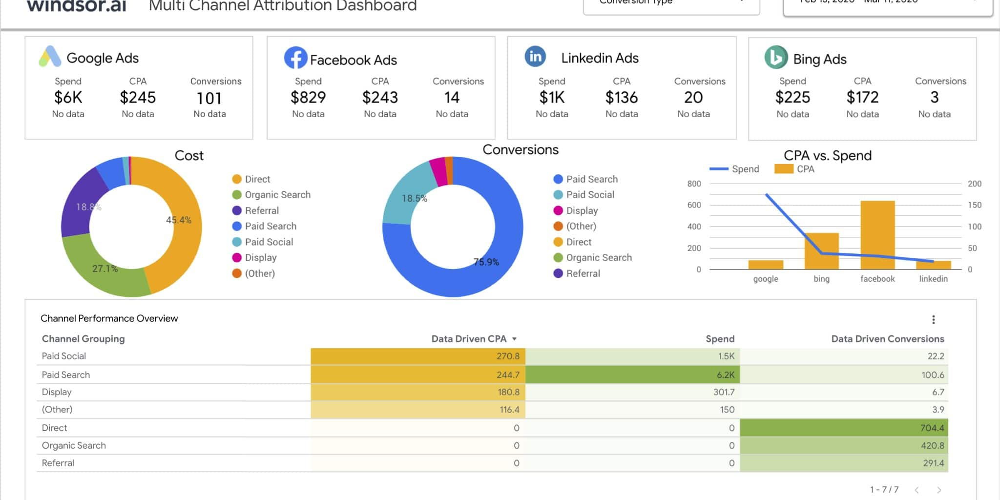 windsor.ai Multi Channel Attribution Dashboard Conversion Type Feb 13, 2020 - Mar 11, 2020
Google Ads
Spend CPA Conversions
$6K $245 101
No data No data No data
Facebook Ads
Spend CPA Conversions
$829 $243 14
No data No data No data
Linkedin Ads
Spend CPA Conversions
$1K $136 20
No data No data No data
Bing Ads
Spend CPA Conversions
$225 $172 3
No data No data No data
Cost
18.8%
45.4%
27.1%
Direct
Organic Search
Referral
Paid Search
Paid Social
Display
(Other)
Conversions
18.5%
75.9%
Paid Search
Paid Social
Display
(Other)
Direct
Organic Search
Referral
CPA vs. Spend
Spend CPA
800 200
600 150
400 100
200 50
0 0
google bing facebook linkedin
Channel Performance Overview
Channel Grouping Data Driven CPA Spend Data Driven Conversions
Paid Social 270.8 1.5K 22.2
Paid Search 244.7 6.2K 100.6
Display 180.8 301.7 6.7
(Other) 116.4 150 3.9
Direct 0 0 704.4
Organic Search 0 0 420.8
Referral 0 0 291.4
1 - 7 / 7